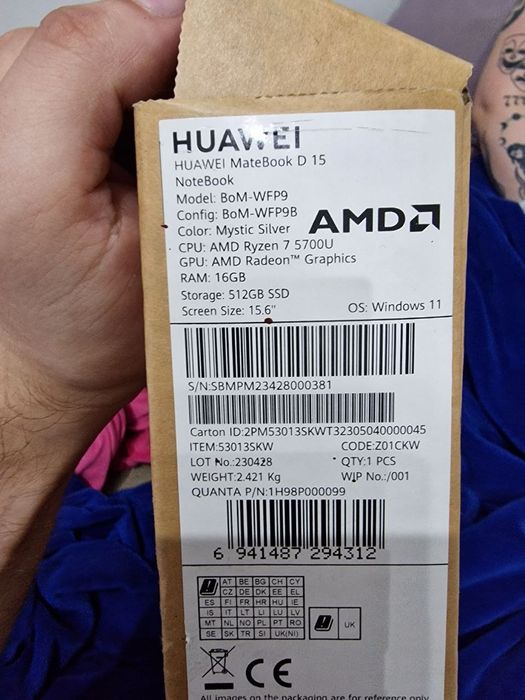 HUAWEI
HUAWEI MateBook D 15
NoteBook
Model: BoM-WFP9
Config: BoM-WFP9B
Color: Mystic Silver
AMD
CPU: AMD Ryzen 7 5700U
GPU: AMD Radeon™ Graphics
RAM: 16GB
Storage: 512GB SSD
Screen Size: 15.6" OS: Windows 11
S/N:SBMPM23428000381
Carton ID:2PM53013SKWT32305040000045
ITEM:53013SKW CODE:Z01CKW
LOT No.:230428 QTY:1 PCS
WEIGHT:2.421 Kg WIP No.:/001
QUANTA P/N:1H98P000099
6 941487 294312
AT BE BG CH CY
CZ DE DK EE EL
ES FI FR HR HU IE
IS IT LT LI LU LV
MT NL NO PL PT RO
SE SK TR SI UK(NI)
UK
CE
All images on the packaging are for reference only